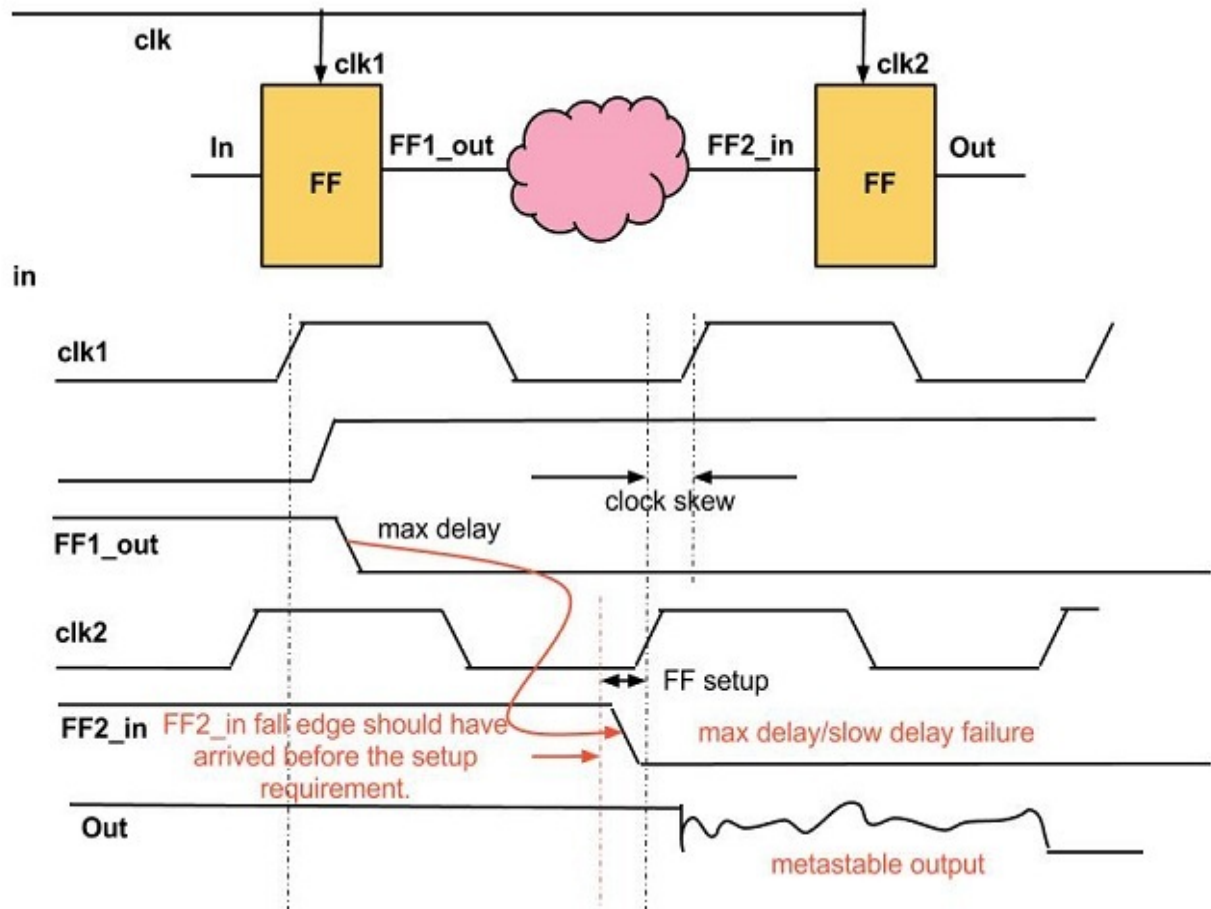 clk
clk1
clk2
In
FF1_out
FF2_in
Out
FF
FF
in
clk1
clock skew
max delay
FF1_out
clk2
FF setup
FF2_in
FF2_in fall edge should have
arrived before the setup
requirement.
max delay/slow delay failure
Out
metastable output